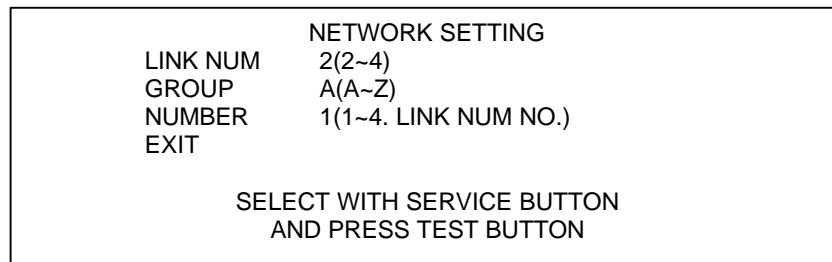 NETWORK SETTING
LINK NUM 2(2~4)
GROUP A(A~Z)
NUMBER 1(1~4. LINK NUM NO.)
EXIT
SELECT WITH SERVICE BUTTON
AND PRESS TEST BUTTON